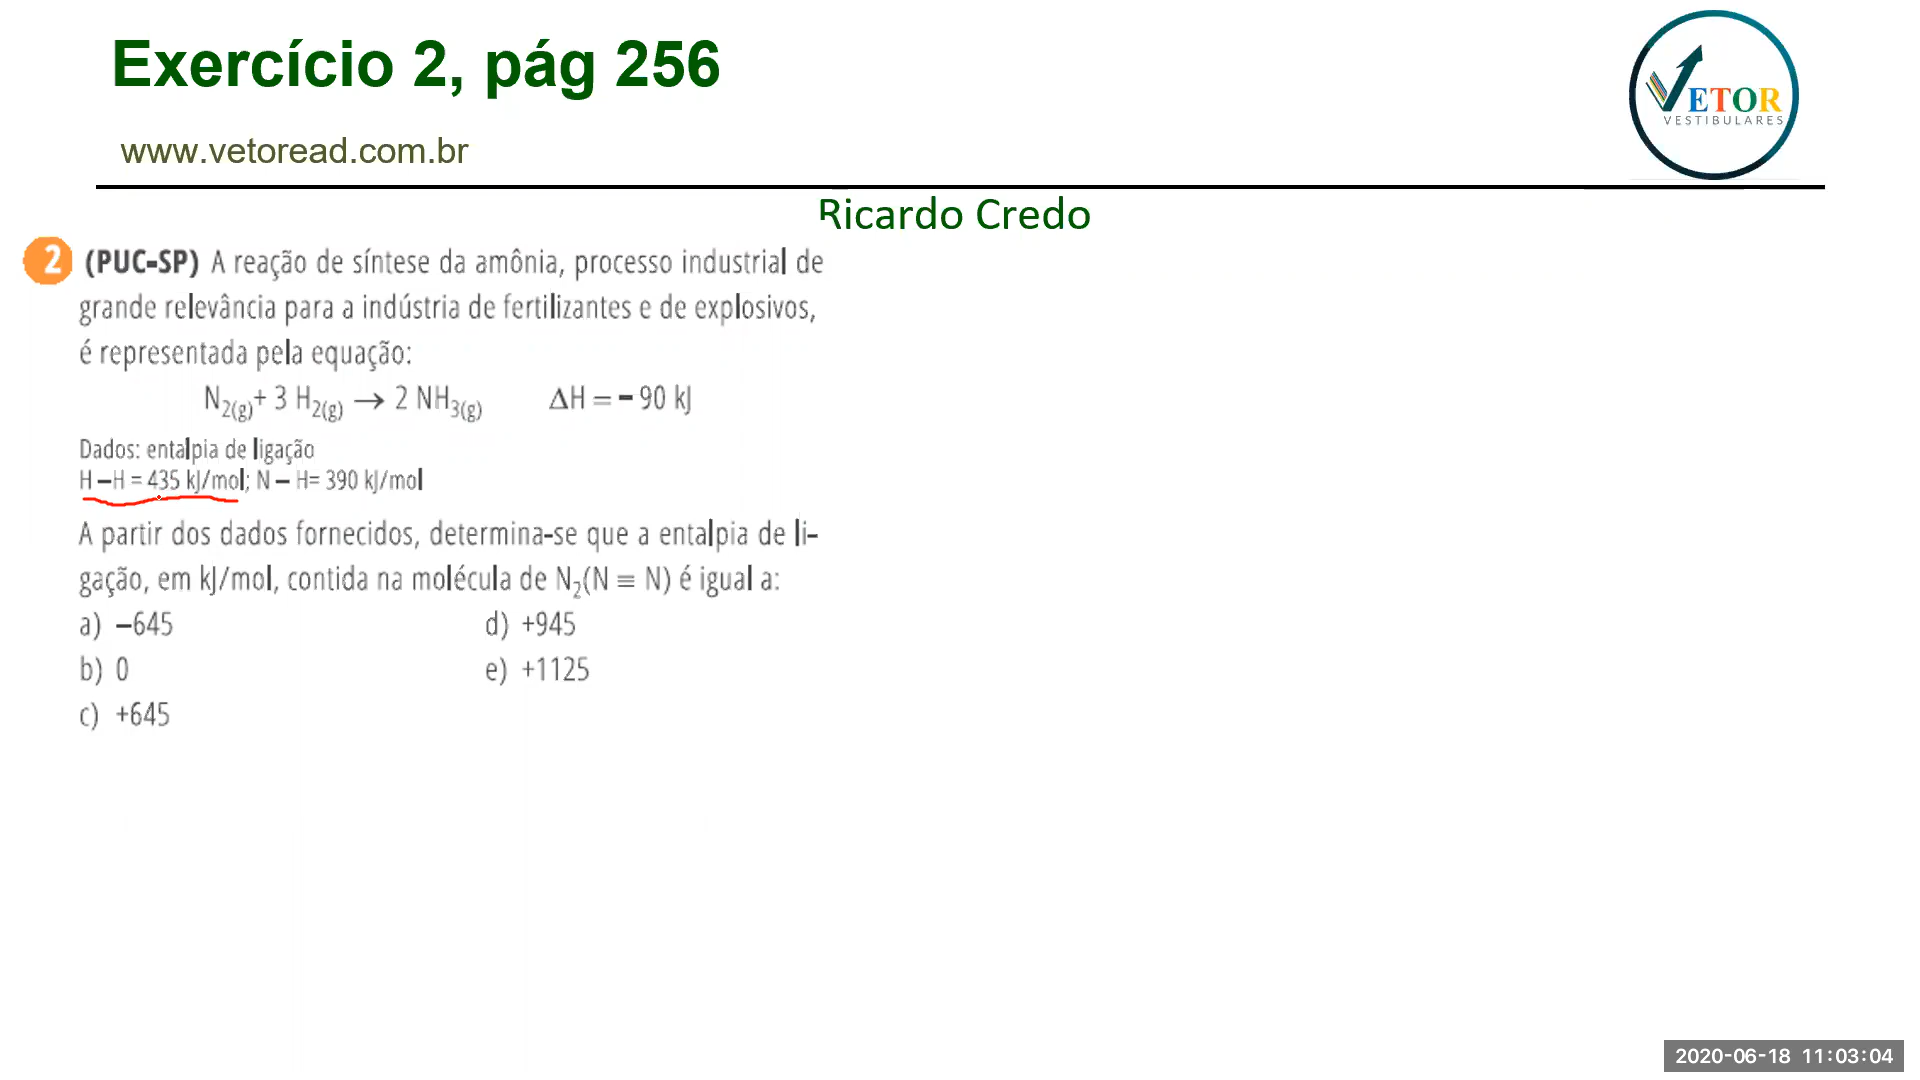 Exercício 2, pág 256
VETOR
VESTIBULARES
www.vetoread.com.br
Ricardo Credo
2 (PUC-SP) A reação de síntese da amônia, processo industrial de
grande relevância para a indústria de fertilizantes e de explosivos,
é representada pela equação:
N₂(g)+ 3 H₂(g) → 2 NH₃(g) ΔH = – 90 kJ
Dados: entalpia de ligação
H –H = 435 kJ/mol; N – H= 390 kJ/mol
A partir dos dados fornecidos, determina-se que a entalpia de li-
gação, em kJ/mol, contida na molécula de N₂(N ≡ N) é igual a:
a) –645
b) 0
c) +645
d) +945
e) +1125
2020-06-18 11:03:04